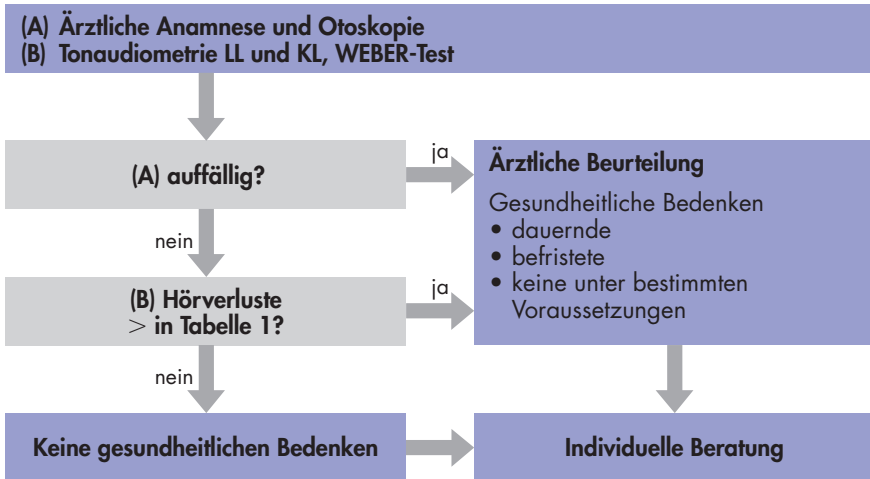 (A) Ärztliche Anamnese und Otoskopie
(B) Tonaudiometrie LL und KL, WEBER-Test
(A) auffällig?
ja
Ärztliche Beurteilung
Gesundheitliche Bedenken
• dauernde
• befristete
• keine unter bestimmten
Voraussetzungen
nein
(B) Hörverluste
> in Tabelle 1?
ja
nein
Keine gesundheitlichen Bedenken
Individuelle Beratung